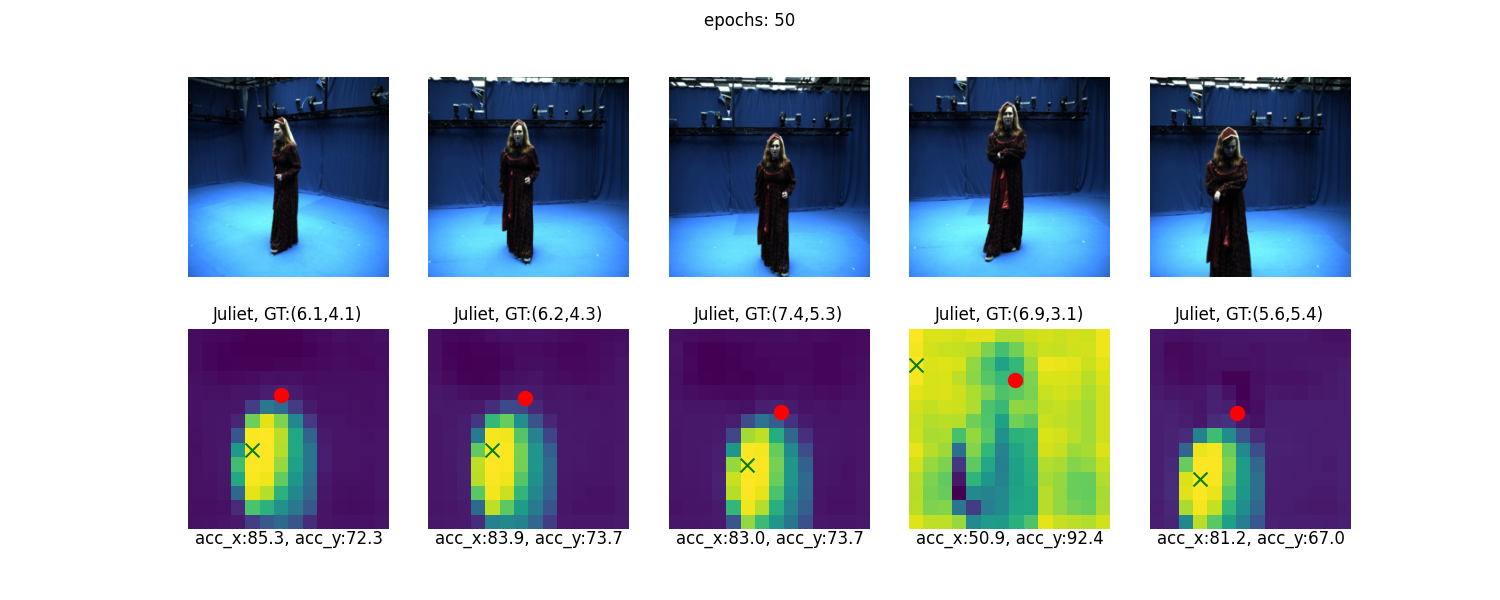 epochs: 50
Juliet, GT:(6.1,4.1)
Juliet, GT:(6.2,4.3)
Juliet, GT:(7.4,5.3)
Juliet, GT:(6.9,3.1)
Juliet, GT:(5.6,5.4)
acc_x:85.3, acc_y:72.3
acc_x:83.9, acc_y:73.7
acc_x:83.0, acc_y:73.7
acc_x:50.9, acc_y:92.4
acc_x:81.2, acc_y:67.0